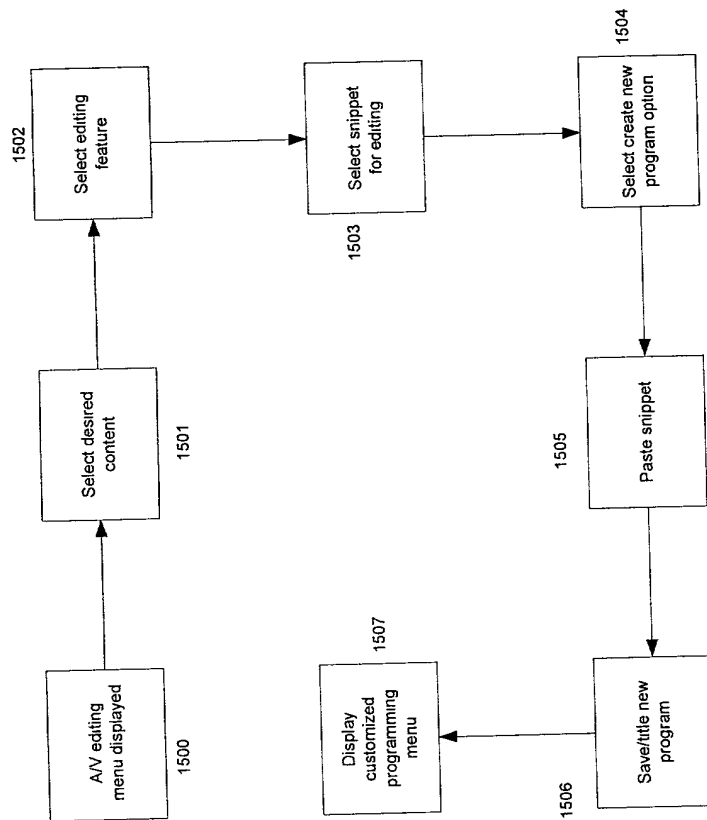 A/V editing
menu displayed
1500
Select desired
content
1501
1502
Select editing
feature
Select snippet
for editing
1503
1504
Select create new
program option
1505
Paste snippet
Save/title new
program
1506
1507
Display
customized
programming
menu